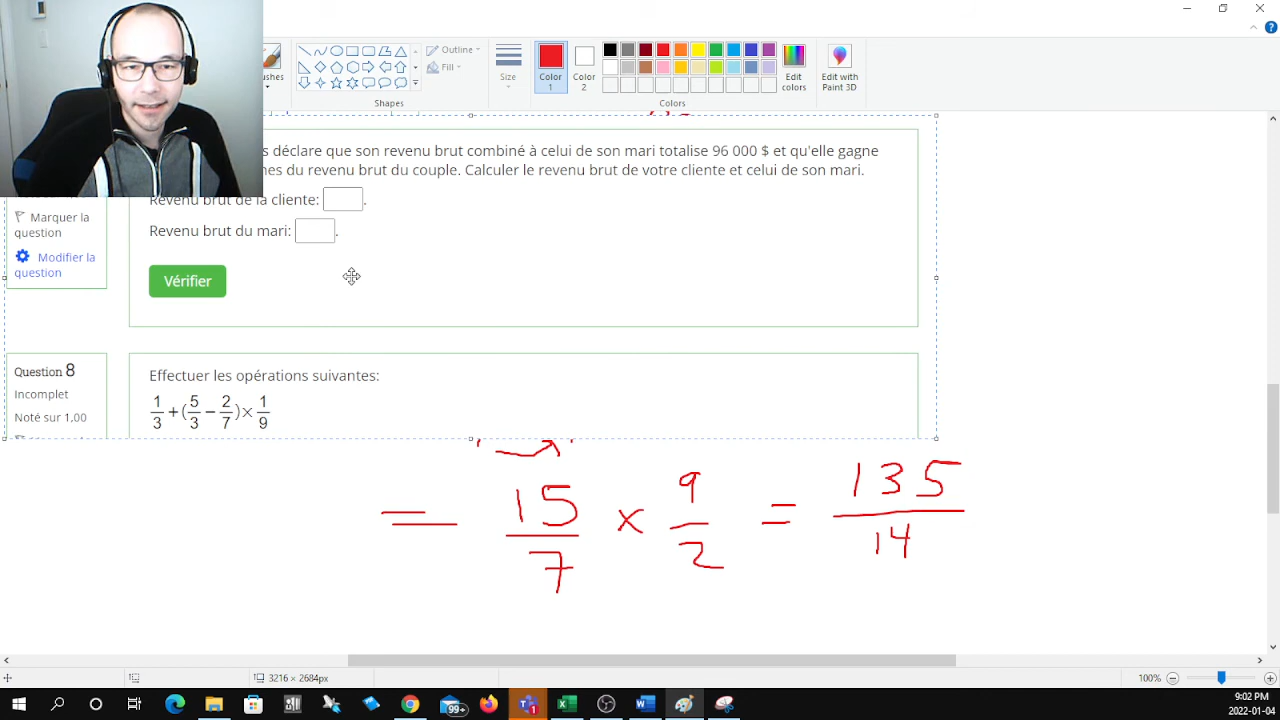 shes
Outline
Fill
Shapes
Size
Color
1
Color
2
Edit
colors
Colors
Edit with
Paint 3D
s déclare que son revenu brut combiné à celui de son mari totalise 96 000 $ et qu'elle gagne
nes du revenu brut du couple. Calculer le revenu brut de votre cliente et celui de son mari.
Revenu brut de la cliente: .
Revenu brut du mari: .
Marquer la
question
Modifier la
question
Vérifier
Question 8
Incomplet
Noté sur 1,00
Effectuer les opérations suivantes:
1/3+(5/3−2/7)×1/9
= 15/7 × 9/2 = 135/14
3216 × 2684px
100%
99+
1
9:02 PM
2022-01-04